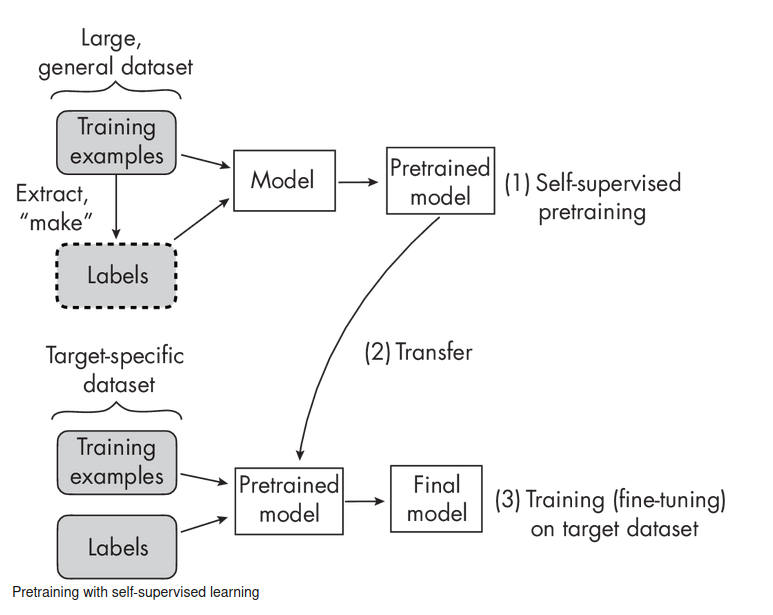 Large,
general dataset
Training
examples
Extract,
“make”
Labels
Model
Pretrained
model
(1) Self-supervised
pretraining
(2) Transfer
Target-specific
dataset
Training
examples
Labels
Pretrained
model
Final
model
(3) Training (fine-tuning)
on target dataset
Pretraining with self-supervised learning